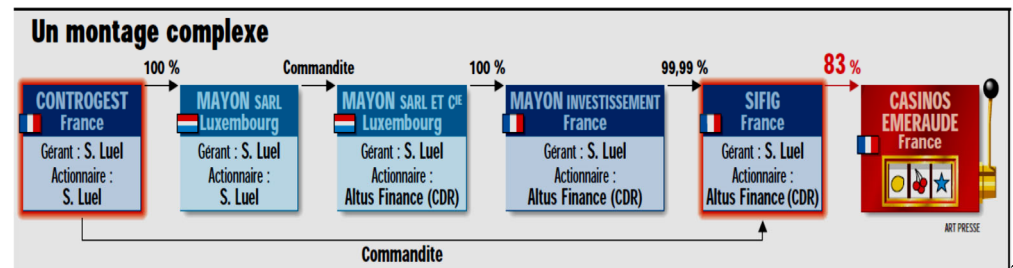 Un montage complexe
100 %
Commandite
100 %
99,99 %
83 %
CONTROGEST
France
Gérant : S. Luel
Actionnaire :
S. Luel
MAYON SARL
Luxembourg
Gérant : S. Luel
Actionnaire :
S. Luel
MAYON SARL ET CIE
Luxembourg
Gérant : S. Luel
Actionnaire :
Altus Finance (CDR)
MAYON INVESTISSEMENT
France
Gérant : S. Luel
Actionnaire :
Altus Finance (CDR)
SIFIG
France
Gérant : S. Luel
Actionnaire :
Altus Finance (CDR)
CASINOS
EMERAUDE
France
ART PRESSE
Commandite